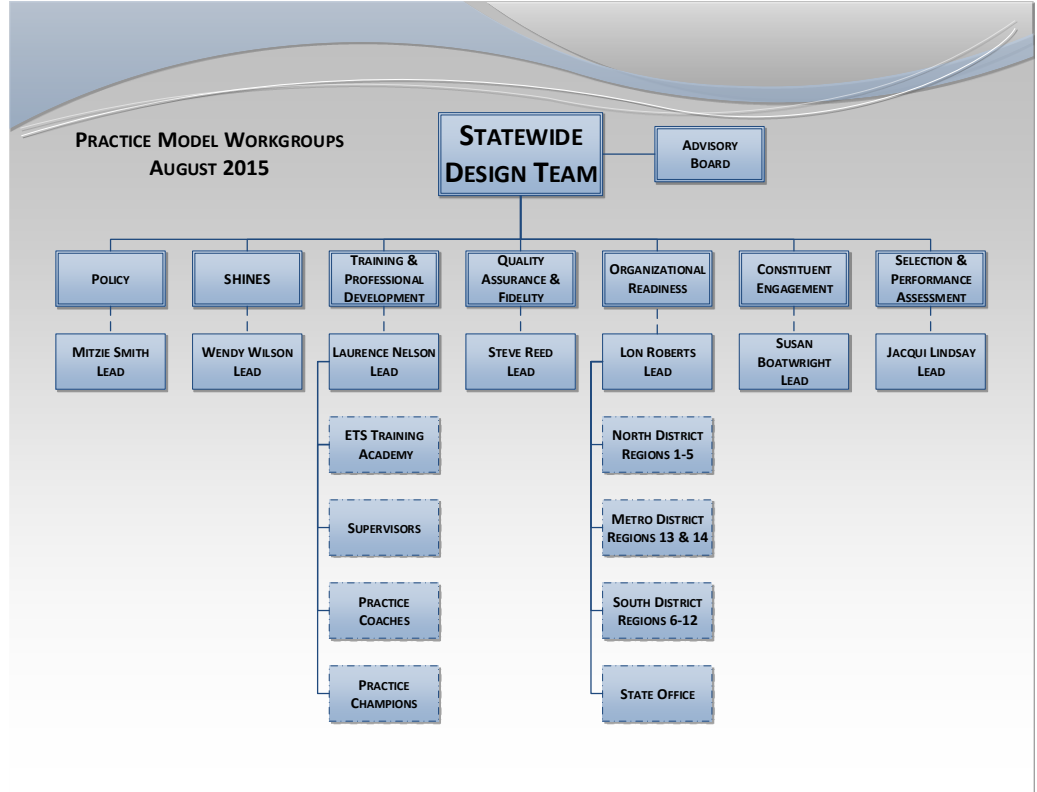 PRACTICE MODEL WORKGROUPS
AUGUST 2015
STATEWIDE
DESIGN TEAM
ADVISORY
BOARD
POLICY
SHINES
TRAINING &
PROFESSIONAL
DEVELOPMENT
QUALITY
ASSURANCE &
FIDELITY
ORGANIZATIONAL
READINESS
CONSTITUENT
ENGAGEMENT
SELECTION &
PERFORMANCE
ASSESSMENT
MITZIE SMITH
LEAD
WENDY WILSON
LEAD
LAURENCE NELSON
LEAD
STEVE REED
LEAD
LON ROBERTS
LEAD
SUSAN
BOATWRIGHT
LEAD
JACQUI LINDSAY
LEAD
ETS TRAINING
ACADEMY
SUPERVISORS
PRACTICE
COACHES
PRACTICE
CHAMPIONS
NORTH DISTRICT
REGIONS 1-5
METRO DISTRICT
REGIONS 13 & 14
SOUTH DISTRICT
REGIONS 6-12
STATE OFFICE